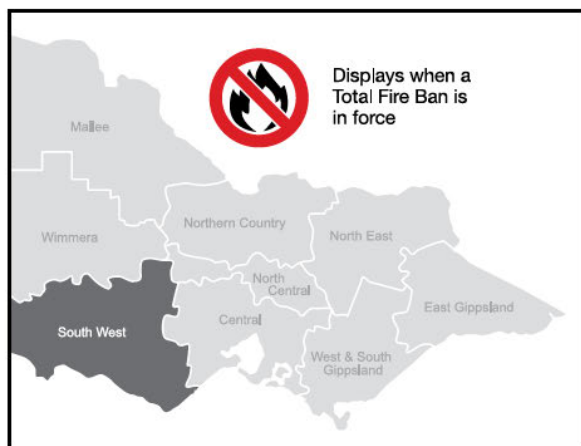 Displays when a
Total Fire Ban is
in force
Mallee
Wimmera
Northern Country
North East
North
Central
East Gippsland
South West
Central
West & South
Gippsland